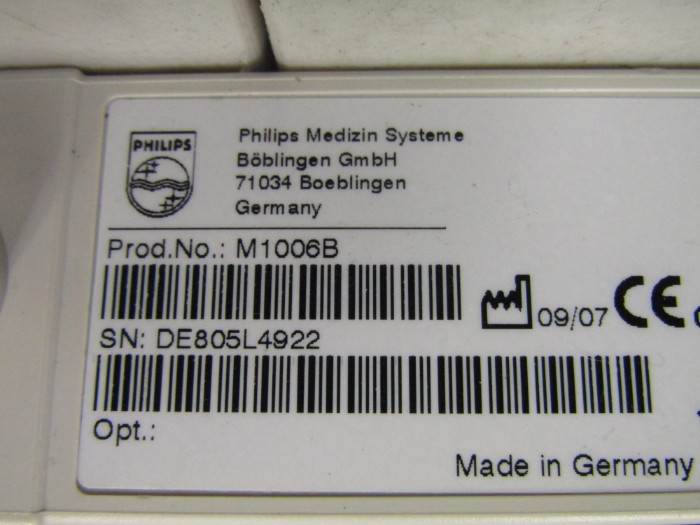 PHILIPS
Philips Medizin Systeme
Böblingen GmbH
71034 Boeblingen
Germany
Prod.No.: M1006B
09/07 CE
SN: DE805L4922
Opt.:
Made in Germany